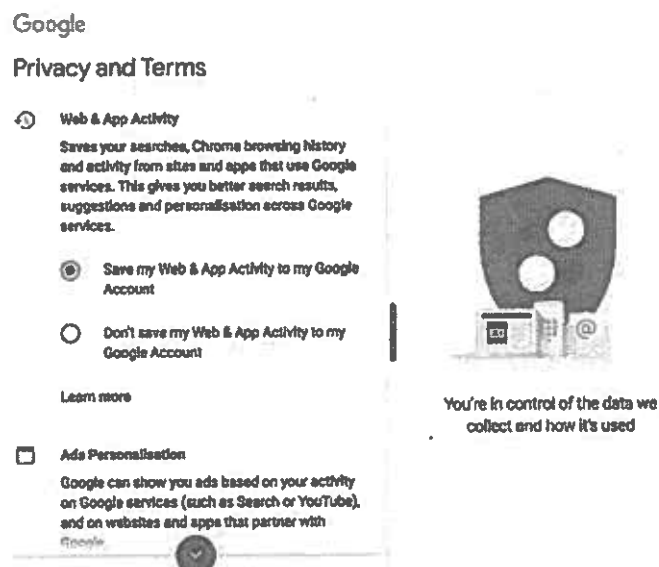 Google
Privacy and Terms
Web & App Activity
Saves your searches, Chrome browsing history
and activity from sites and apps that use Google
services. This gives you better search results,
suggestions and personalisation across Google
services.
Save my Web & App Activity to my Google
Account
Don't save my Web & App Activity to my
Google Account
Learn more
Ads Personalisation
Google can show you ads based on your activity
on Google services (such as Search or YouTube),
and on websites and apps that partner with
Google.
@
You're in control of the data we
collect and how it's used